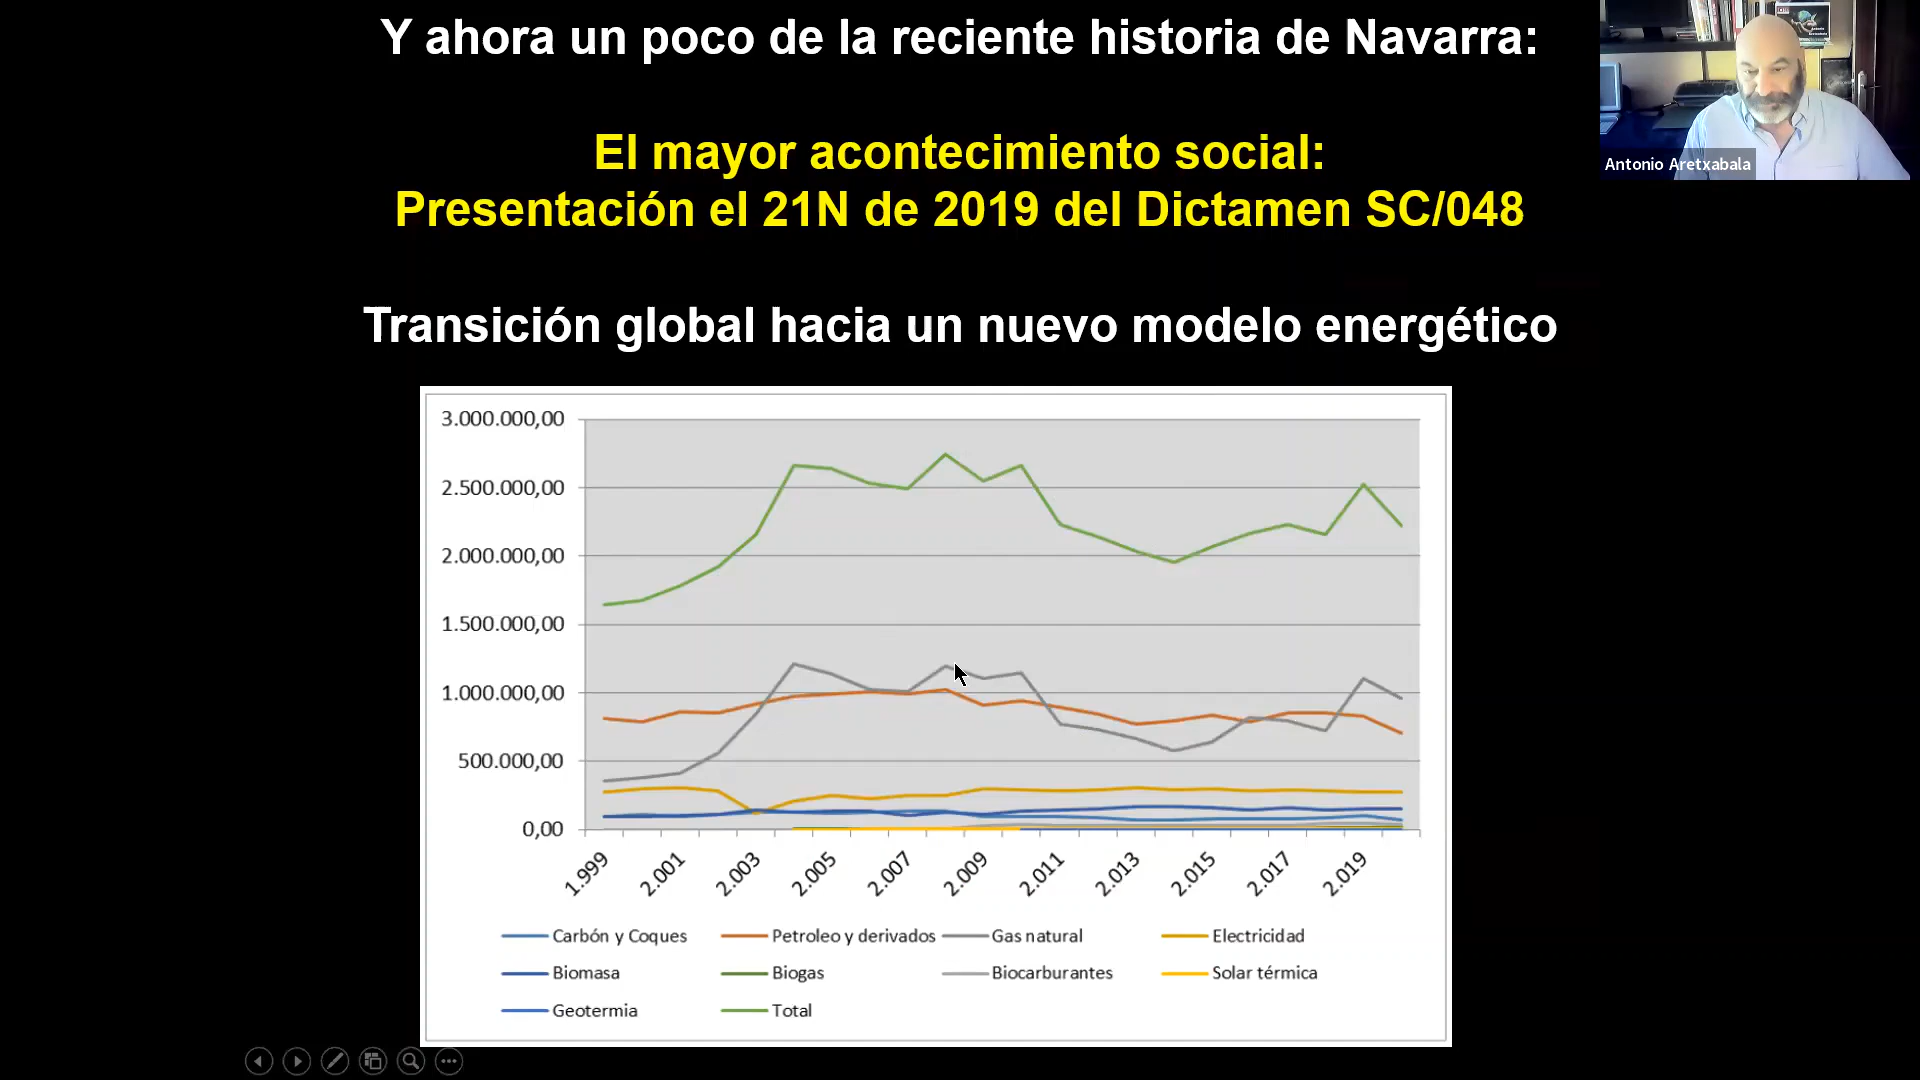 Y ahora un poco de la reciente historia de Navarra:
El mayor acontecimiento social:
Presentación el 21N de 2019 del Dictamen SC/048
Transición global hacia un nuevo modelo energético
Antonio Aretxabala
3.000.000,00
2.500.000,00
2.000.000,00
1.500.000,00
1.000.000,00
500.000,00
0,00
1.999 2.001 2.003 2.005 2.007 2.009 2.011 2.013 2.015 2.017 2.019
Carbón y Coques Petroleo y derivados Gas natural Electricidad
Biomasa Biogas Biocarburantes Solar térmica
Geotermia Total